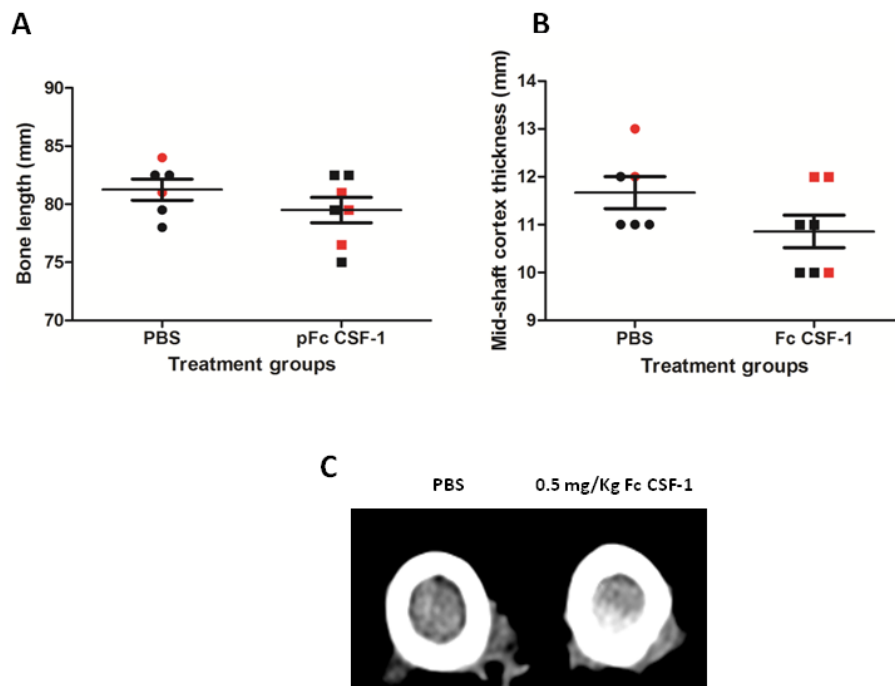 A
Bone length (mm)
90
85
80
75
70
PBS pFc CSF-1
Treatment groups
B
Mid-shaft cortex thickness (mm)
14
13
12
11
10
9
PBS Fc CSF-1
Treatment groups
C
PBS 0.5 mg/Kg Fc CSF-1